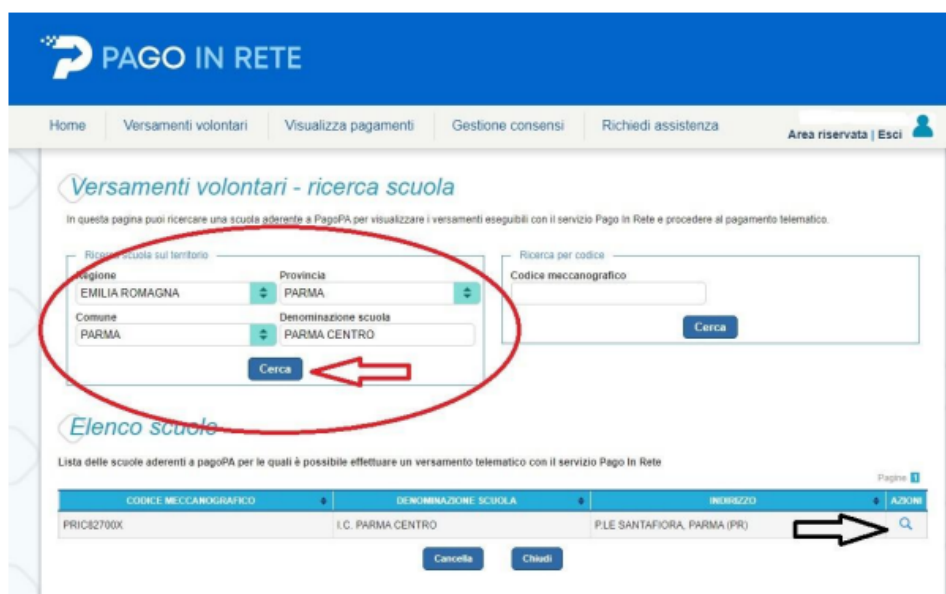 PAGO IN RETE
Home Versamenti volontari Visualizza pagamenti Gestione consensi Richiedi assistenza Area riservata | Esci
Versamenti volontari - ricerca scuola
In questa pagina puoi ricercare una scuola aderente a PagoPA per visualizzare i versamenti eseguibili con il servizio Pago In Rete e procedere al pagamento telematico.
Ricerca scuola sul territorio
Regione Provincia
EMILIA ROMAGNA PARMA
Comune Denominazione scuola
PARMA PARMA CENTRO
Cerca
Ricerca per codice
Codice meccanografico
Cerca
Elenco scuole
Lista delle scuole aderenti a pagoPA per le quali è possibile effettuare un versamento telematico con il servizio Pago In Rete
Pagine 1
CODICE MECCANOGRAFICO DENOMINAZIONE SCUOLA INDIRIZZO AZIONI
PRIC82700X I.C. PARMA CENTRO P.LE SANTAFIORA, PARMA (PR)
Cancella Chiudi